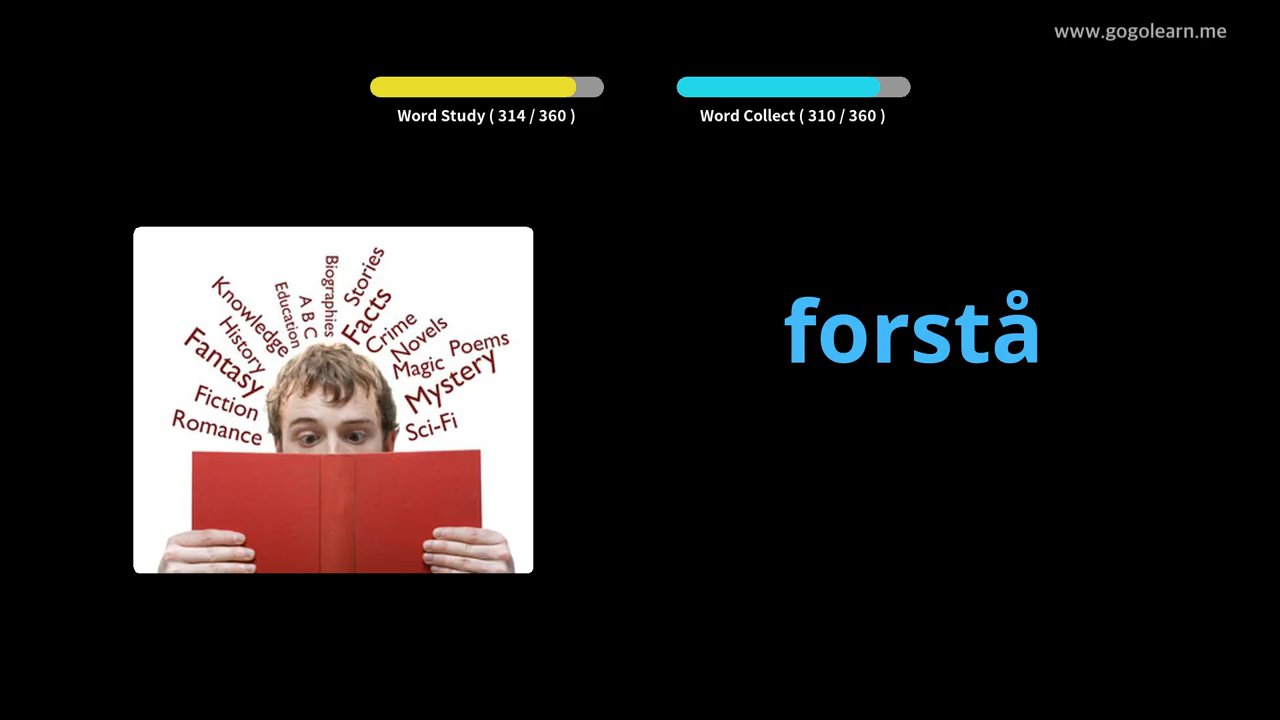 www.gogolearn.me
Word Study ( 314 / 360 )
Word Collect ( 310 / 360 )
Knowledge
History
Fantasy
Fiction
Romance
Education
A B C
Biographies
Stories
Facts
Crime
Novels
Magic
Poems
Mystery
Sci-Fi
forstå